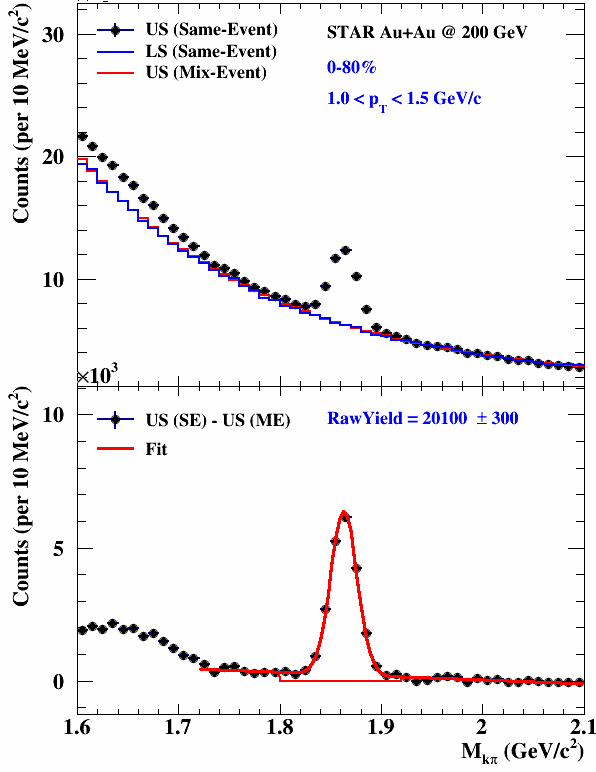 30
US (Same-Event)
LS (Same-Event)
US (Mix-Event)
STAR Au+Au @ 200 GeV
0-80%
1.0 < p_T < 1.5 GeV/c
20
10
Counts (per 10 MeV/c²)
×10³
10
US (SE) - US (ME)
Fit
RawYield = 20100 ± 300
5
0
Counts (per 10 MeV/c²)
1.6 1.7 1.8 1.9 2 2.1
M_kπ (GeV/c²)